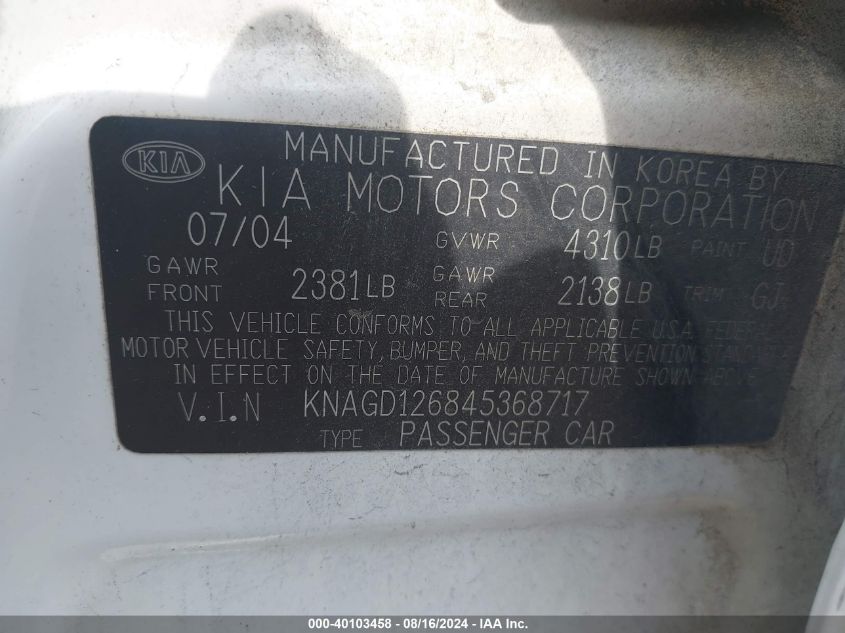 KIA
MANUFACTURED IN KOREA BY
KIA MOTORS CORPORATION
07/04 GVWR 4310LB PAINT UD
GAWR FRONT 2381LB GAWR REAR 2138LB TRIM GJ
THIS VEHICLE CONFORMS TO ALL APPLICABLE U.S.A. FEDERAL
MOTOR VEHICLE SAFETY, BUMPER, AND THEFT PREVENTION STANDARDS
IN EFFECT ON THE DATE OF MANUFACTURE SHOWN ABOVE
V.I.N KNAGD126845368717
TYPE PASSENGER CAR
000-40103458 - 08/16/2024 - IAA Inc.